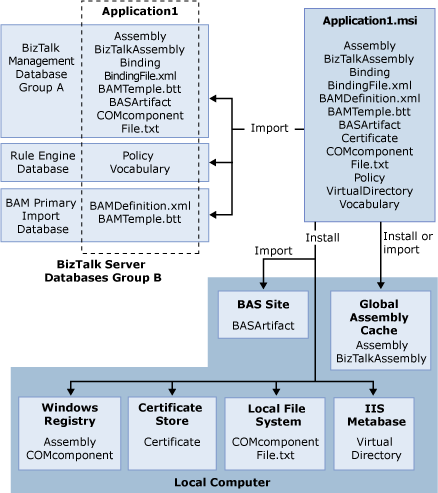 Application1
BizTalk
Management
Database
Group A
Assembly
BizTalkAssembly
Binding
BindingFile.xml
BAMTemple.btt
BASArtifact
COMcomponent
File.txt
Rule Engine
Database
Policy
Vocabulary
BAM Primary
Import
Database
BAMDefinition.xml
BAMTemple.btt
BizTalk Server
Databases Group B
Import
Application1.msi
Assembly
BizTalkAssembly
Binding
BindingFile.xml
BAMDefinition.xml
BAMTemple.btt
BASArtifact
Certificate
COMcomponent
File.txt
Policy
VirtualDirectory
Vocabulary
Install
Import
Install or
import
BAS Site
BASArtifact
Global
Assembly
Cache
Assembly
BizTalkAssembly
Windows
Registry
Assembly
COMcomponent
Certificate
Store
Certificate
Local File
System
COMcomponent
File.txt
IIS
Metabase
Virtual
Directory
Local Computer